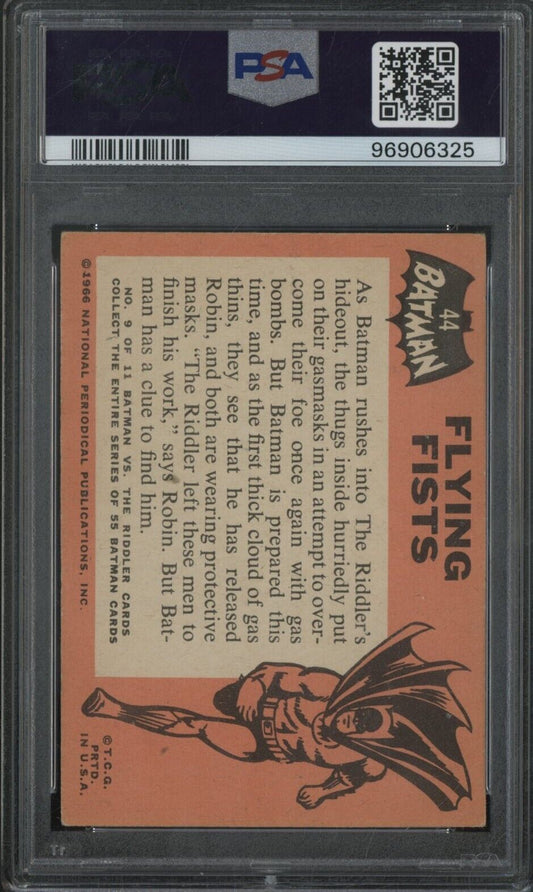 PSA
96906325
44
BATMAN
FLYING
FISTS
As Batman rushes into The Riddler's
hideout, the thugs inside hurriedly put
on their gasmasks in an attempt to over-
come their foe once again with gas
bombs. But Batman is prepared this
time, and as the first thick cloud of gas
thins, they see that he has released
Robin, and both are wearing protective
masks. "The Riddler left these men to
finish his work," says Robin. But Bat-
man has a clue to find him.
NO. 9 OF 11 BATMAN VS. THE RIDDLER CARDS
COLLECT THE ENTIRE SERIES OF 55 BATMAN CARDS
©1966 NATIONAL PERIODICAL PUBLICATIONS, INC.
©T.C.G.
PRTD.
IN U.S.A.